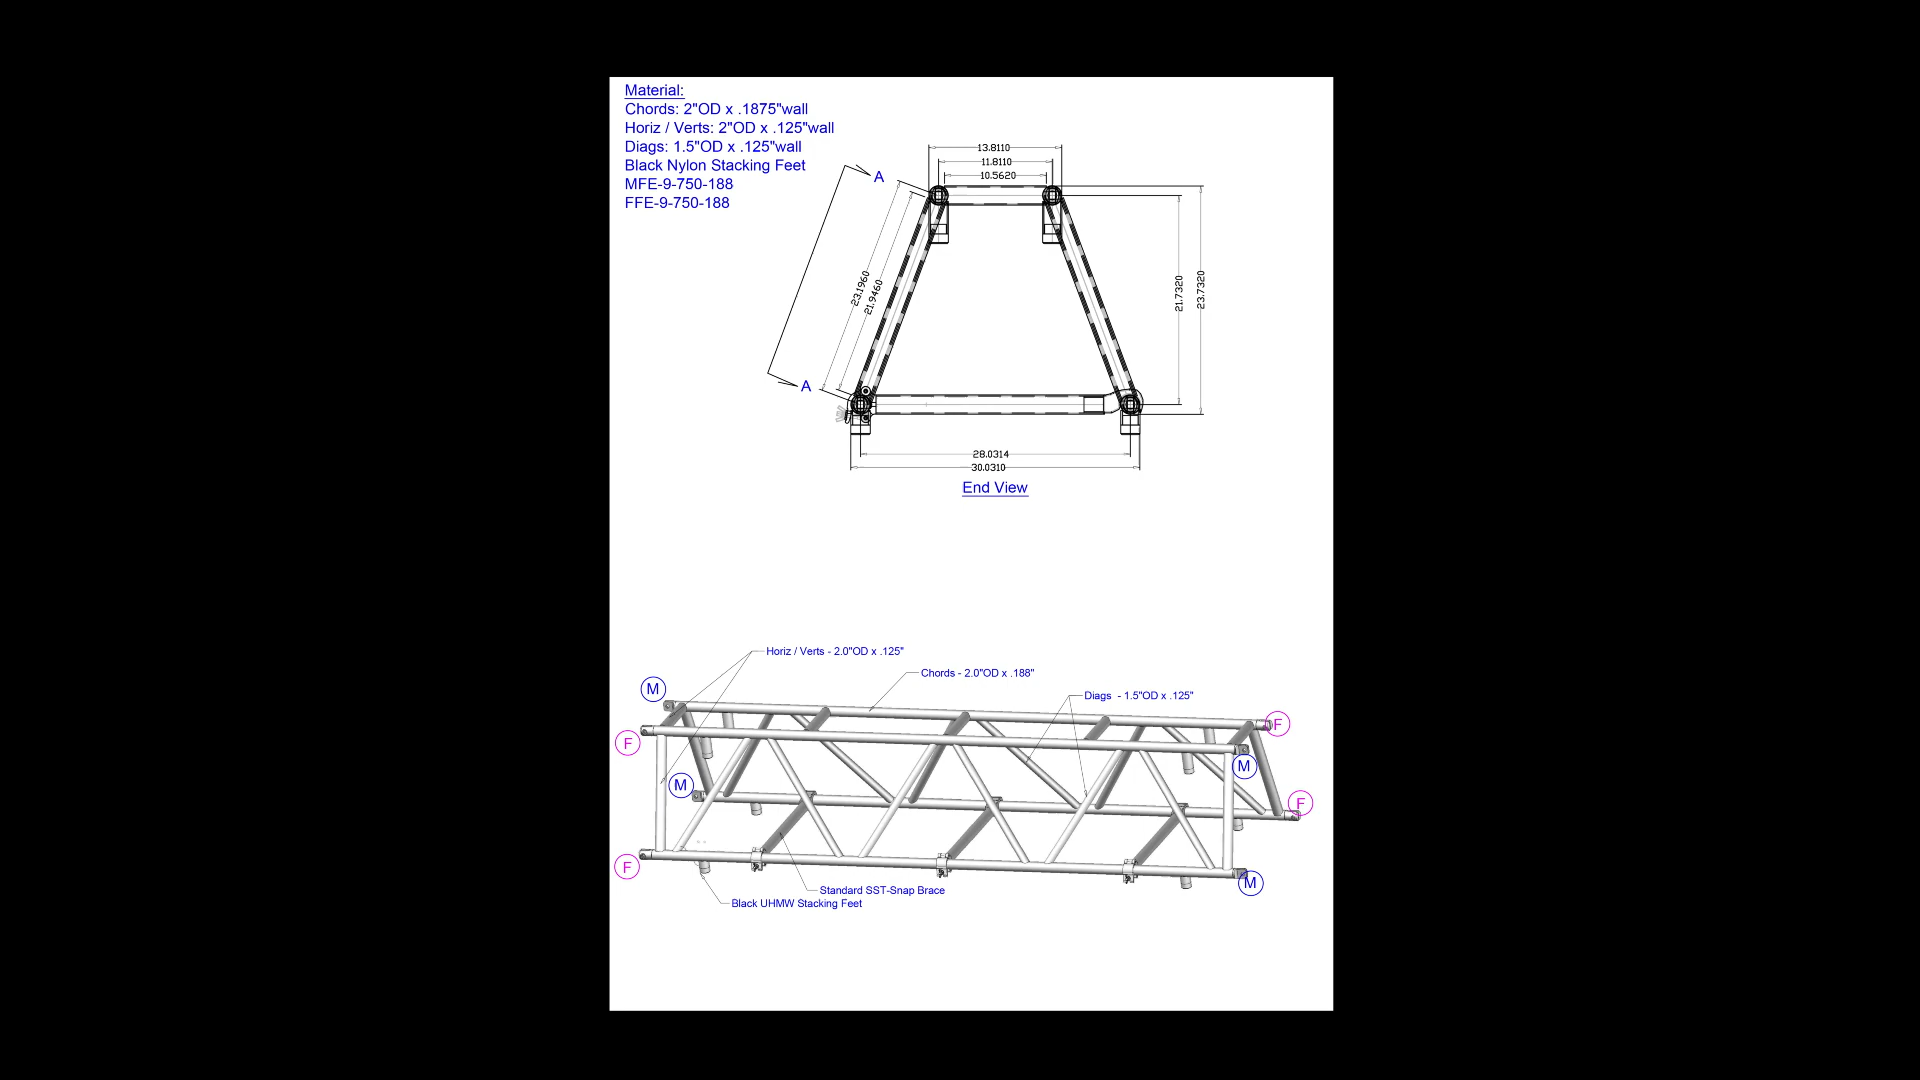 Material:
Chords: 2"OD x .1875"wall
Horiz / Verts: 2"OD x .125"wall
Diags: 1.5"OD x .125"wall
Black Nylon Stacking Feet
MFE-9-750-188
FFE-9-750-188
13.8110
11.8110
10.5620
A
A
23.1960
21.9460
21.7320
23.7320
28.0314
30.0310
End View
Horiz / Verts - 2.0"OD x .125"
Chords - 2.0"OD x .188"
Diags - 1.5"OD x .125"
M
F
F
M
M
F
F
M
Standard SST-Snap Brace
Black UHMW Stacking Feet